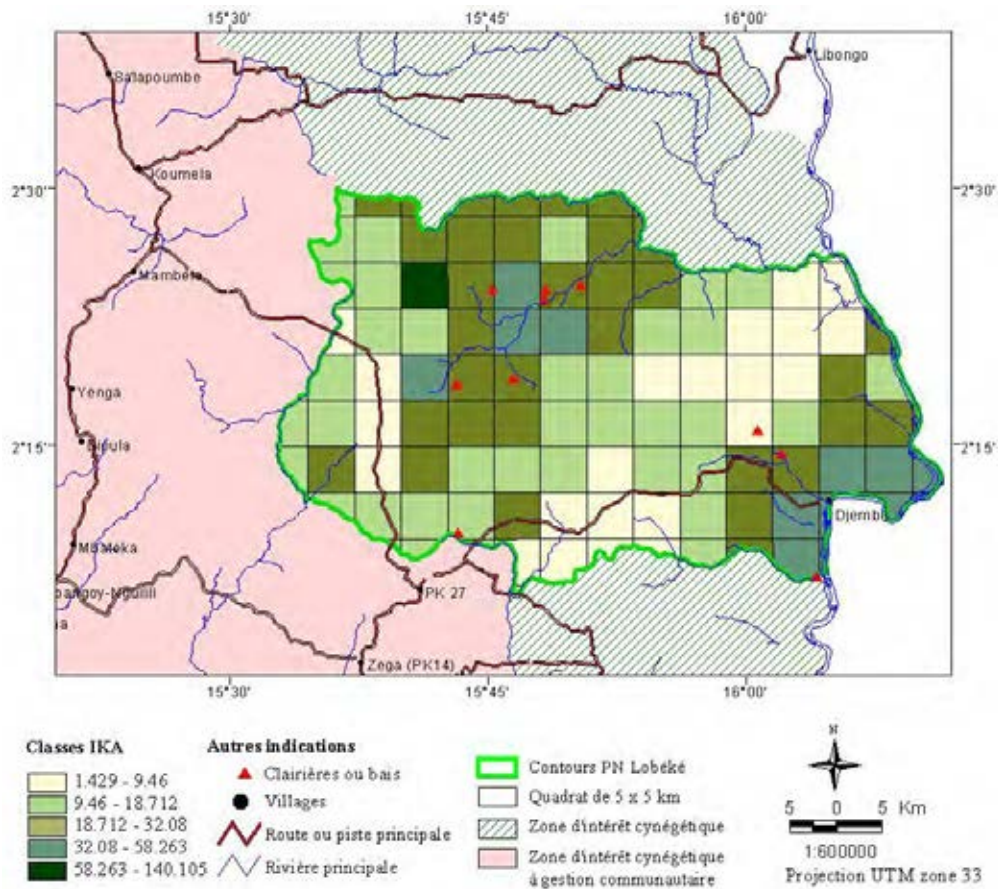 15°30' 15°45' 16°00'
Libongo
Satapoumbe
Koumela
2°30' 2°30'
Mambele
Yenga
2°15' 2°15'
Djembe
PK 27
Zega (PK14)
15°30' 15°45' 16°00'
Classes IKA
1.429 - 9.46
9.46 - 18.712
18.712 - 32.08
32.08 - 58.263
58.263 - 140.105
Autres indications
Clairières ou bais
Villages
Route ou piste principale
Rivière principale
Contours PN Lobéké
Quadrat de 5 x 5 km
Zone d'intérêt cynégétique
Zone d'intérêt cynégétique
à gestion communautaire
N
5 0 5 Km
1:600000
Projection UTM zone 33